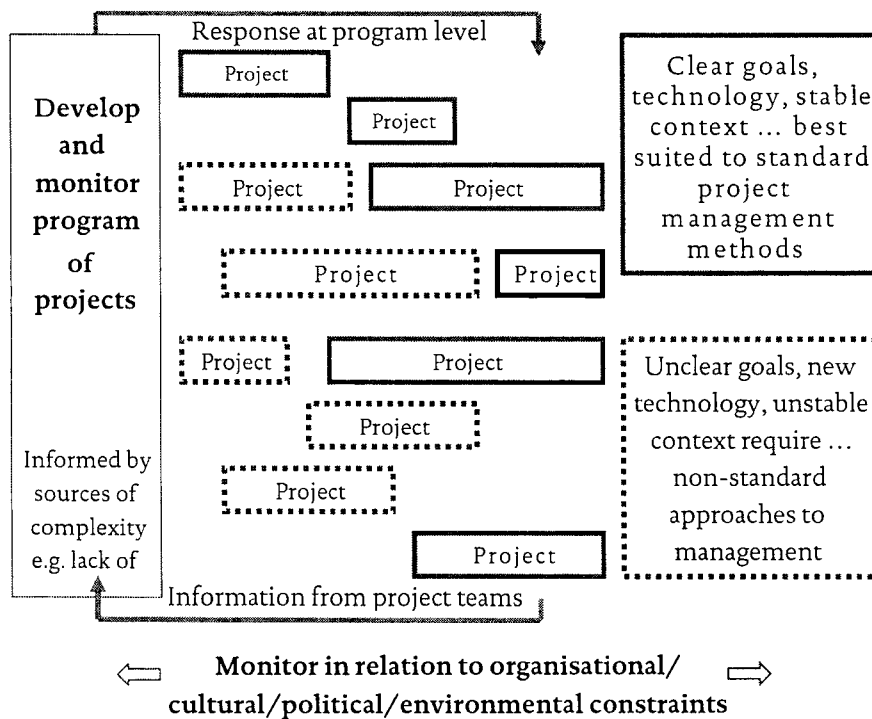 Response at program level
Develop
and
monitor
program
of
projects
Informed by
sources of
complexity
e.g. lack of
Project
Project
Project
Project
Project
Project
Project
Project
Project
Project
Project
Clear goals,
technology, stable
context ... best
suited to standard
project
management
methods
Unclear goals, new
technology, unstable
context require ...
non-standard
approaches to
management
Information from project teams
Monitor in relation to organisational/
cultural/political/environmental constraints